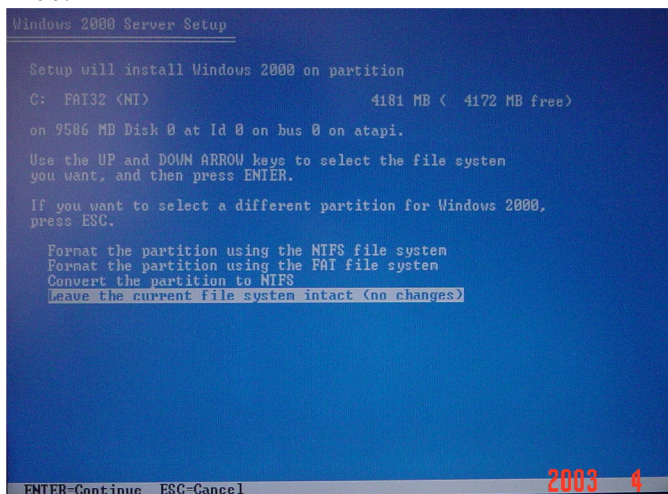 Windows 2000 Server Setup
Setup will install Windows 2000 on partition
C: FAT32 (NT) 4181 MB ( 4172 MB free)
on 9586 MB Disk 0 at Id 0 on bus 0 on atapi.
Use the UP and DOWN ARROW keys to select the file system
you want, and then press ENTER.
If you want to select a different partition for Windows 2000,
press ESC.
Format the partition using the NTFS file system
Format the partition using the FAT file system
Convert the partition to NTFS
Leave the current file system intact (no changes)
ENTER=Continue ESC=Cancel
2003 4